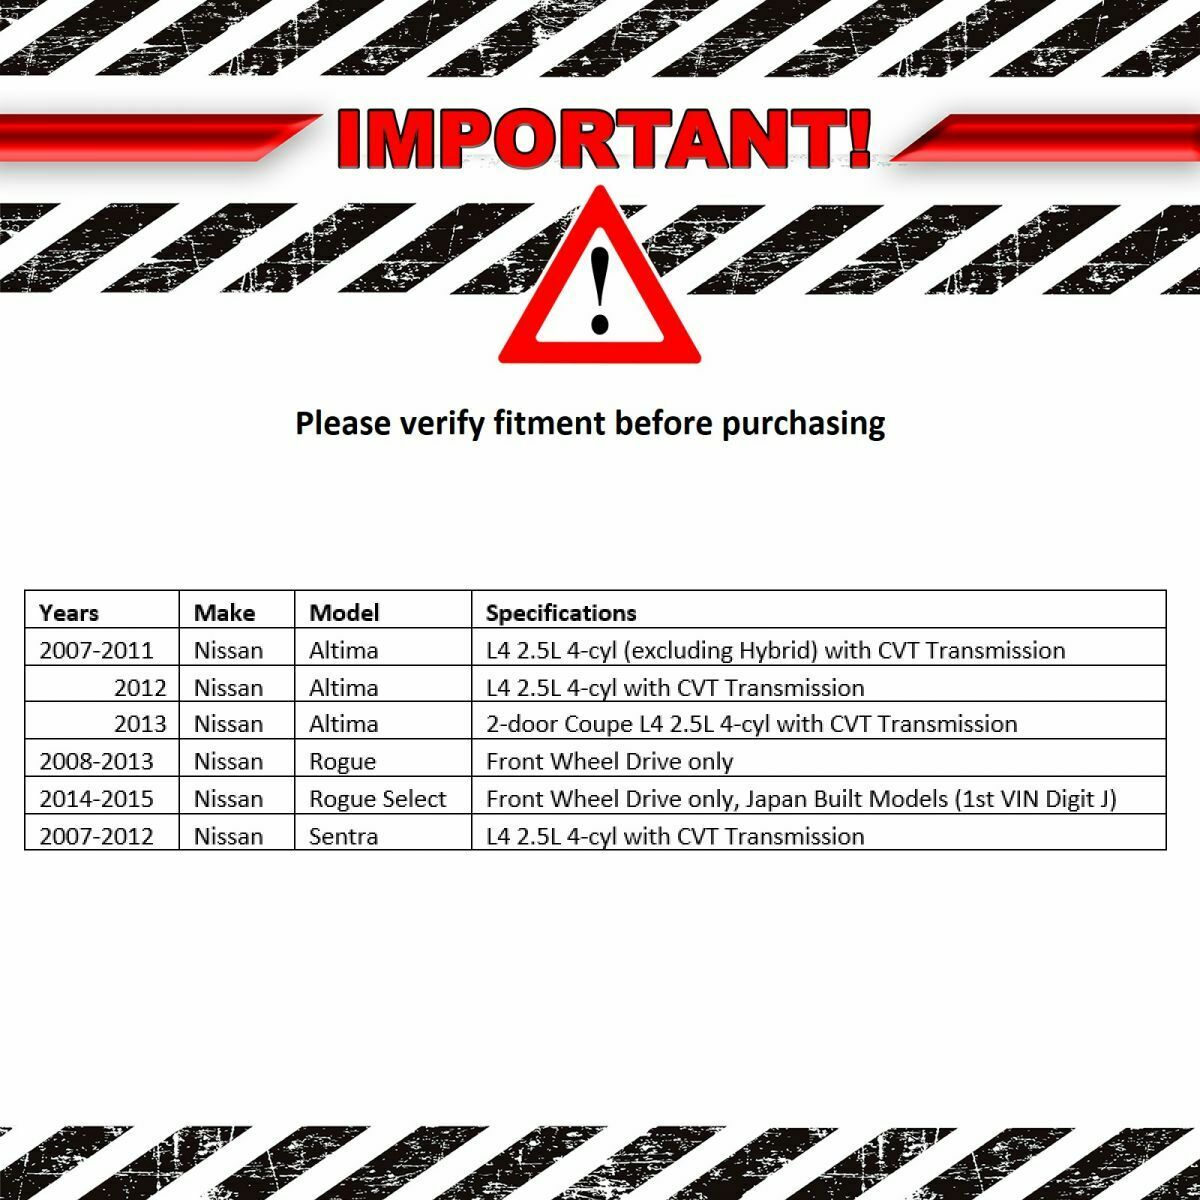 IMPORTANT!
!
Please verify fitment before purchasing
Years Make Model Specifications
2007-2011 Nissan Altima L4 2.5L 4-cyl (excluding Hybrid) with CVT Transmission
2012 Nissan Altima L4 2.5L 4-cyl with CVT Transmission
2013 Nissan Altima 2-door Coupe L4 2.5L 4-cyl with CVT Transmission
2008-2013 Nissan Rogue Front Wheel Drive only
2014-2015 Nissan Rogue Select Front Wheel Drive only, Japan Built Models (1st VIN Digit J)
2007-2012 Nissan Sentra L4 2.5L 4-cyl with CVT Transmission